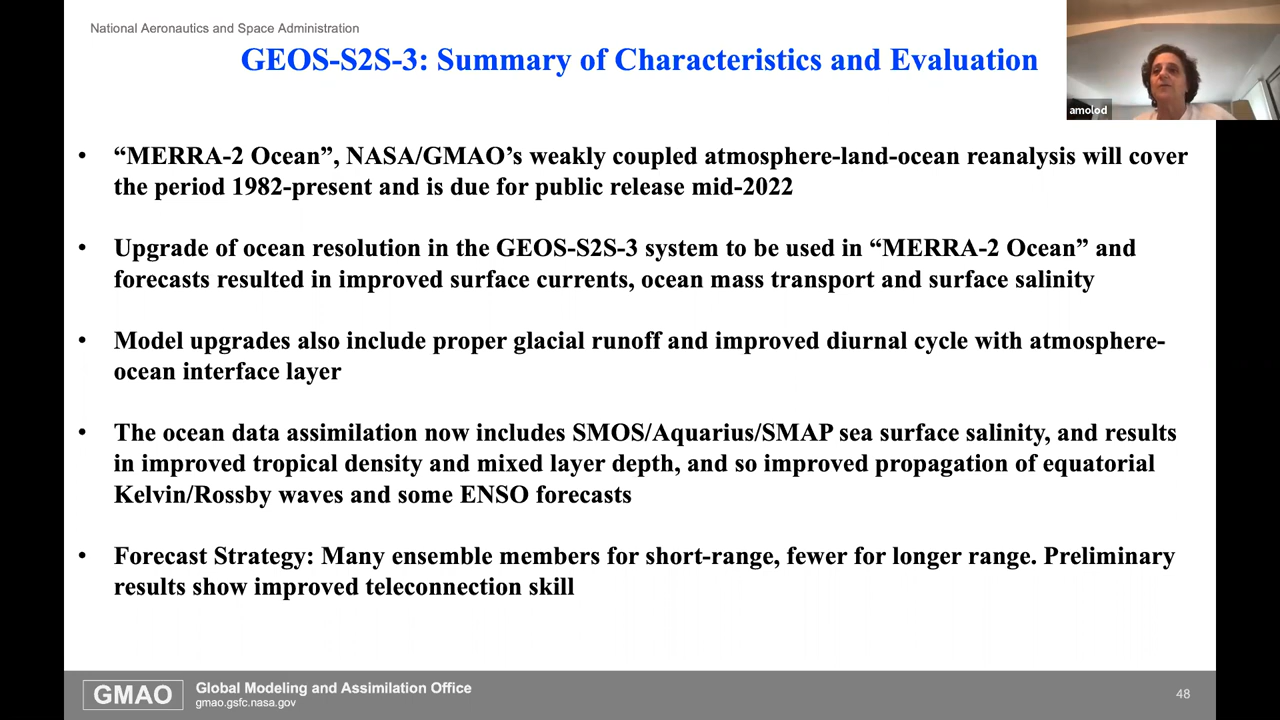 National Aeronautics and Space Administration
GEOS-S2S-3: Summary of Characteristics and Evaluation
amolod
• “MERRA-2 Ocean”, NASA/GMAO’s weakly coupled atmosphere-land-ocean reanalysis will cover
the period 1982-present and is due for public release mid-2022
• Upgrade of ocean resolution in the GEOS-S2S-3 system to be used in “MERRA-2 Ocean” and
forecasts resulted in improved surface currents, ocean mass transport and surface salinity
• Model upgrades also include proper glacial runoff and improved diurnal cycle with atmosphere-
ocean interface layer
• The ocean data assimilation now includes SMOS/Aquarius/SMAP sea surface salinity, and results
in improved tropical density and mixed layer depth, and so improved propagation of equatorial
Kelvin/Rossby waves and some ENSO forecasts
• Forecast Strategy: Many ensemble members for short-range, fewer for longer range. Preliminary
results show improved teleconnection skill
GMAO
Global Modeling and Assimilation Office
gmao.gsfc.nasa.gov
48